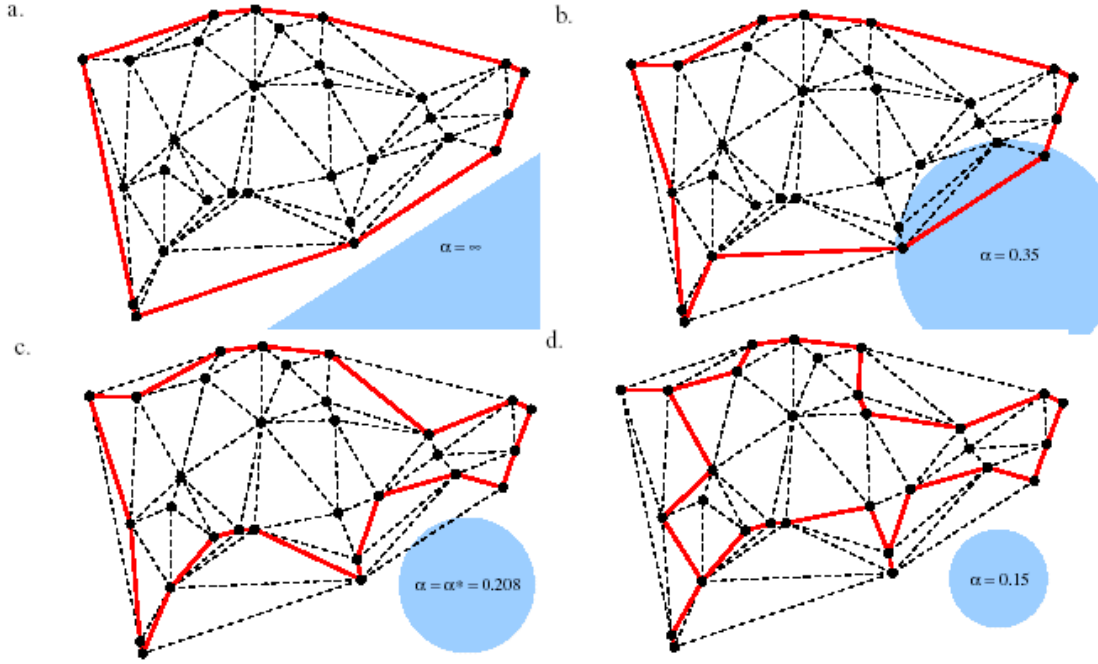 a.
b.
α = ∞
α = 0.35
c.
d.
α = α* = 0.208
α = 0.15